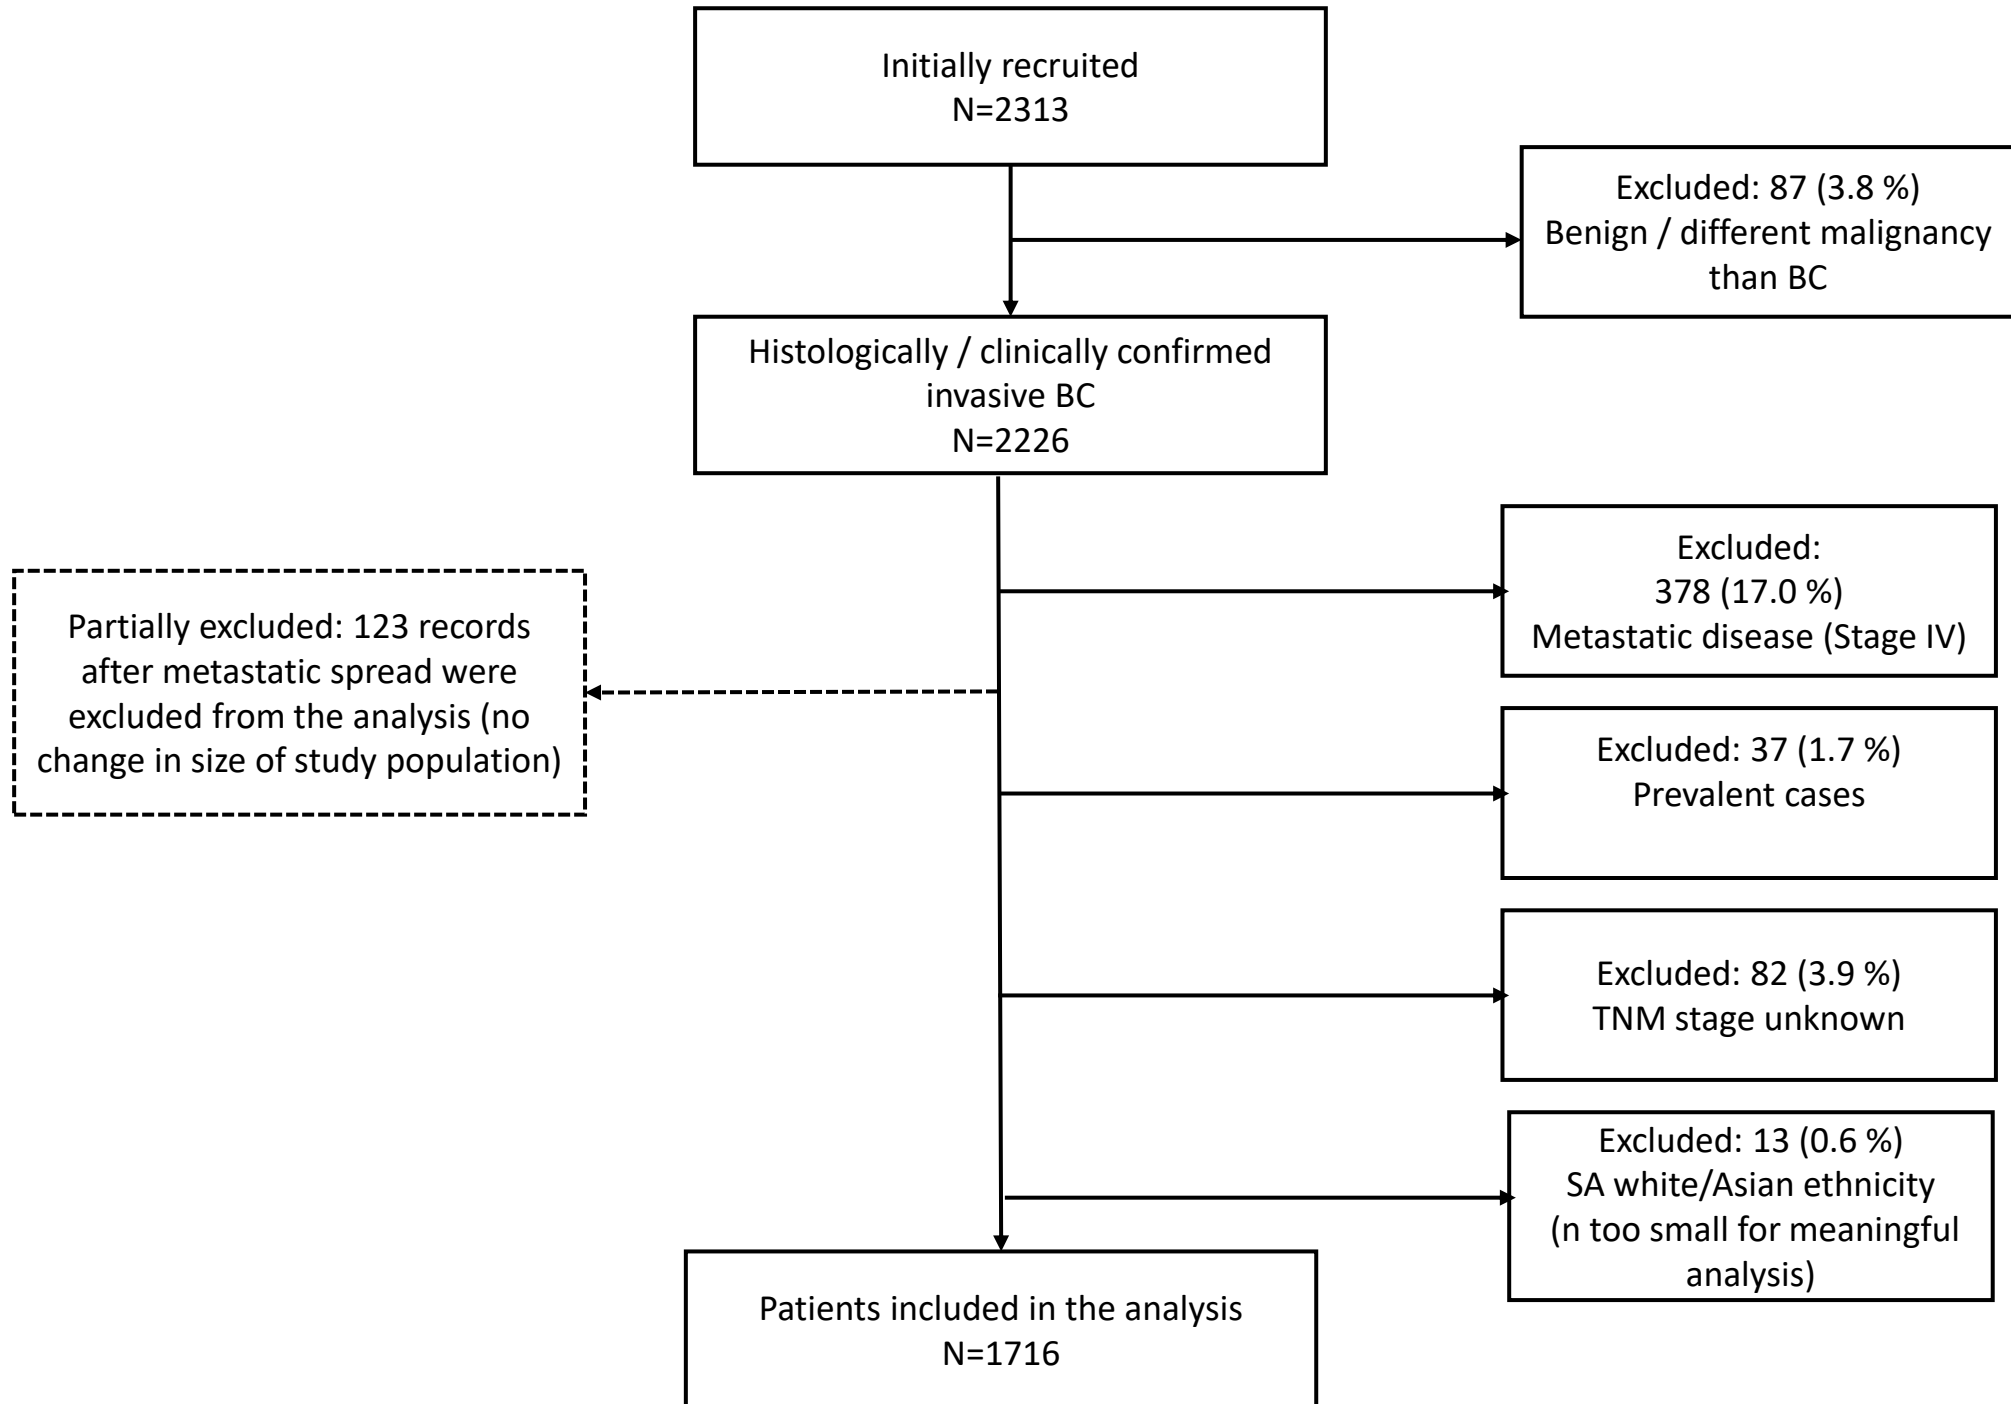 Initially recruited
N=2313
Excluded: 87 (3.8 %)
Benign / different malignancy
than BC
Histologically / clinically confirmed
invasive BC
N=2226
Excluded:
378 (17.0 %)
Metastatic disease (Stage IV)
Partially excluded: 123 records
after metastatic spread were
excluded from the analysis (no
change in size of study population)
Excluded: 37 (1.7 %)
Prevalent cases
Excluded: 82 (3.9 %)
TNM stage unknown
Excluded: 13 (0.6 %)
SA white/Asian ethnicity
(n too small for meaningful
analysis)
Patients included in the analysis
N=1716